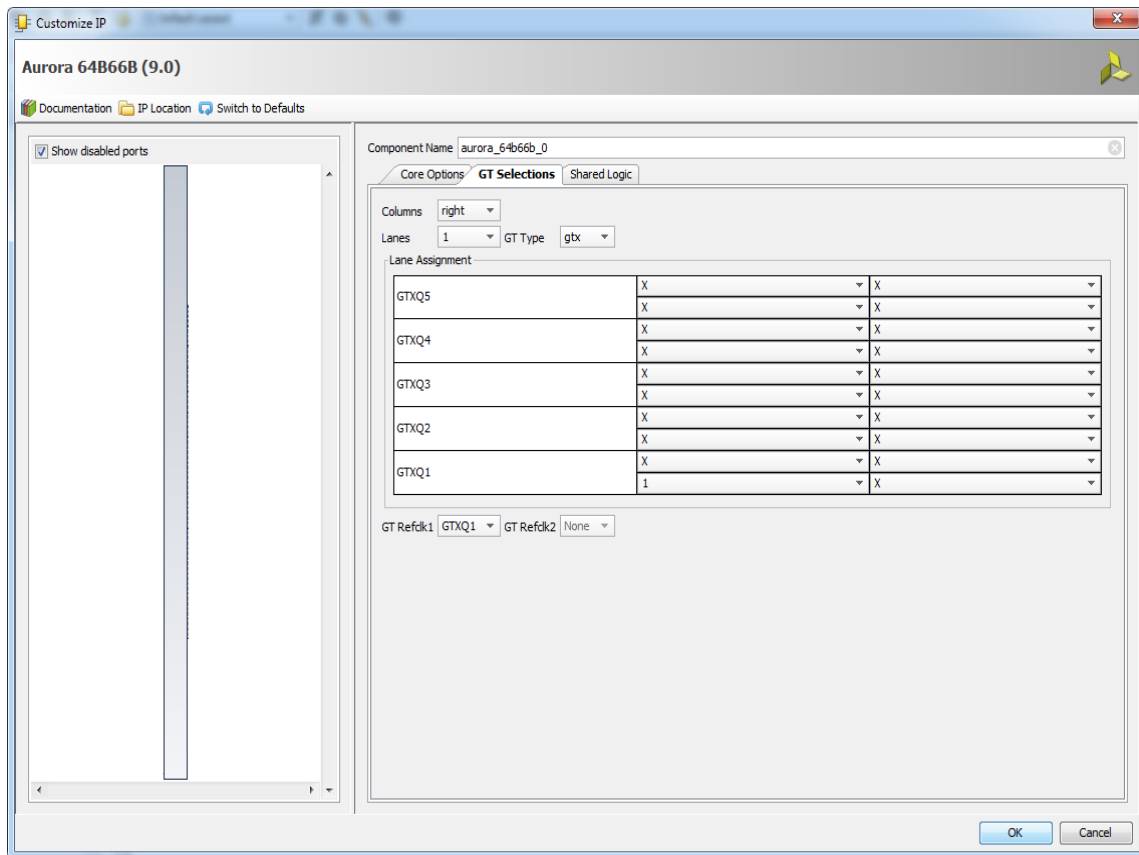 Customize IP
Aurora 64B66B (9.0)
Documentation IP Location Switch to Defaults
Show disabled ports
Component Name aurora_64b66b_0
Core Options GT Selections Shared Logic
Columns right
Lanes 1 GT Type gtx
Lane Assignment
GTXQ5
X X
X X
GTXQ4
X X
X X
GTXQ3
X X
X X
GTXQ2
X X
X X
GTXQ1
X X
1 X
GT Refclk1 GTXQ1 GT Refclk2 None
OK Cancel